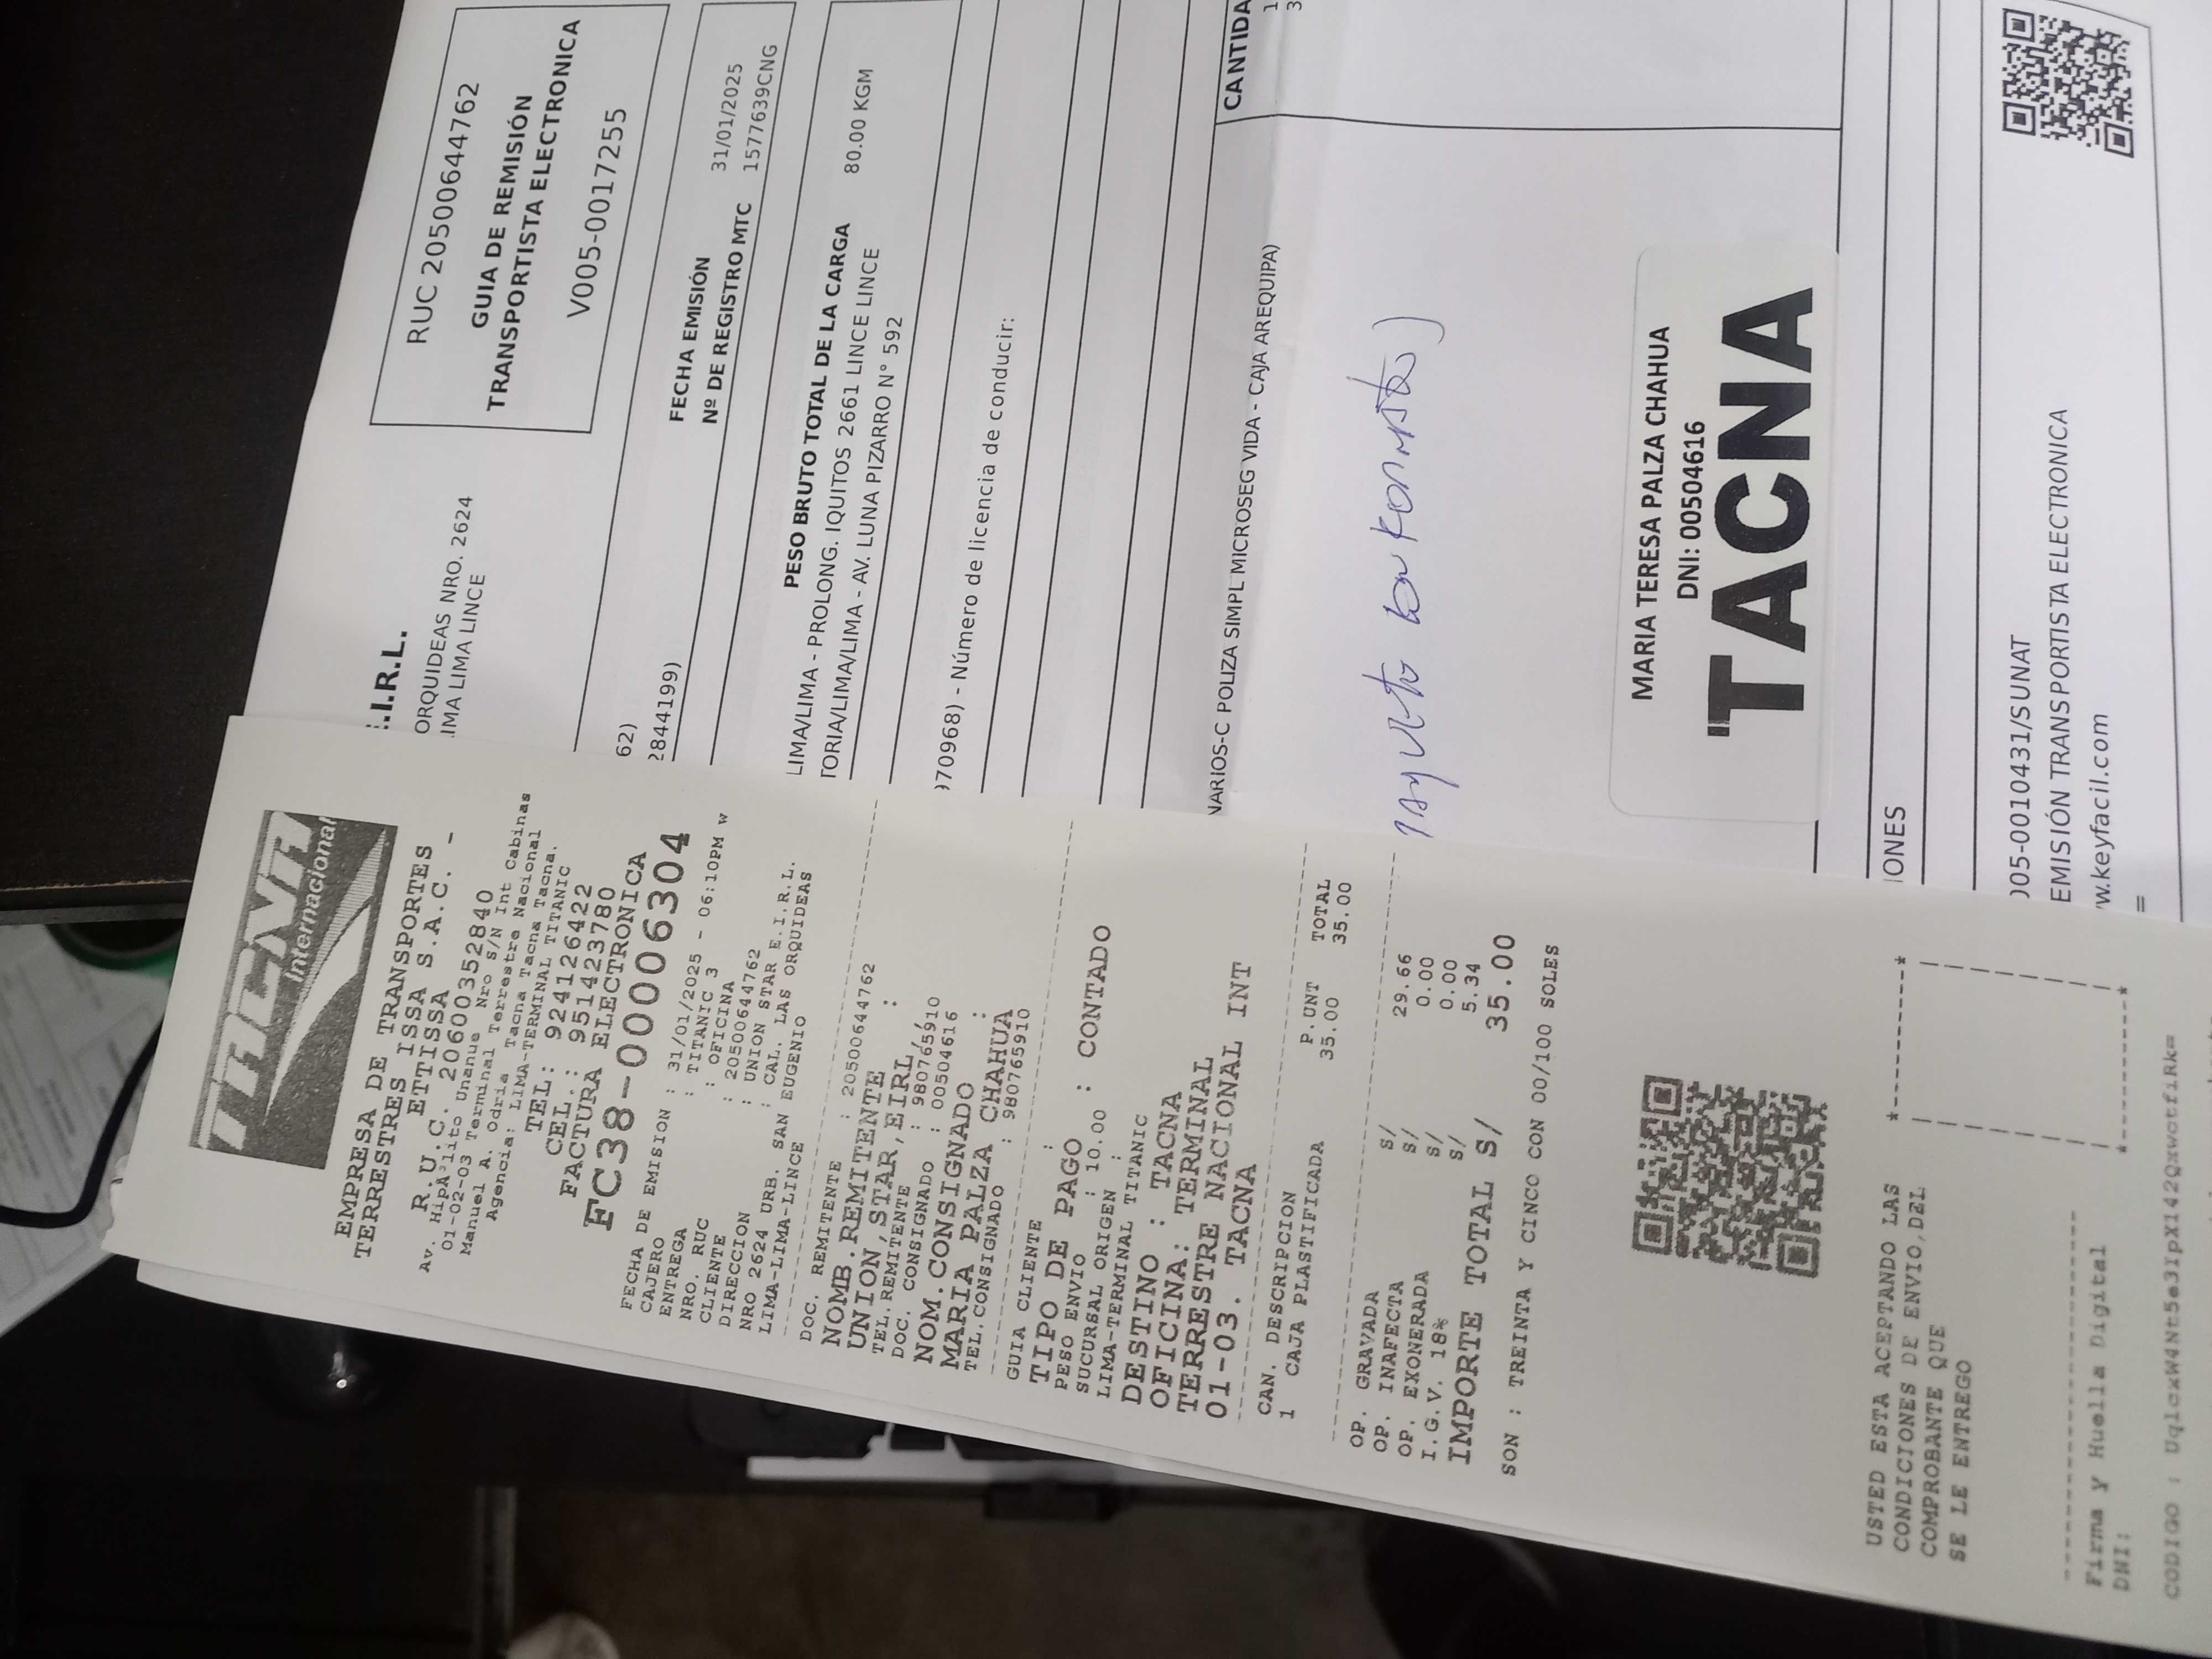 Internacional
EMPRESA DE TRANSPORTES
TERRESTRES ISSA S.A.C. -
ETTISSA
R.U.C. 20600352840
Av. HipÃ³lito Unanue Nro S/N Int Cabinas
01-02-03 Terminal Terrestre Nacional
Manuel A. Odria Tacna Tacna Tacna.
Agencia: LIMA-TERMINAL TITANIC
TEL: 924126422
CEL.: 951423780
FACTURA ELECTRONICA
FC38-00006304
FECHA DE EMISION : 31/01/2025 - 06:10PM w
CAJERO : TITANIC 3
ENTREGA : OFICINA
NRO. RUC : 20500644762
CLIENTE : UNION STAR E.I.R.L.
DIRECCION : CAL. LAS ORQUIDEAS
NRO 2624 URB. SAN EUGENIO
LIMA-LIMA-LINCE
DOC. REMITENTE : 20500644762
NOMB.REMITENTE :
UNION,STAR,EIRL,,
TEL.REMITENTE : 980765910
DOC. CONSIGNADO : 00504616
NOM.CONSIGNADO :
MARIA PALZA CHAHUA
TEL.CONSIGNADO : 980765910
GUIA CLIENTE :
TIPO DE PAGO : CONTADO
PESO ENVIO : 10.00
SUCURSAL ORIGEN :
LIMA-TERMINAL TITANIC
DESTINO : TACNA
OFICINA: TERMINAL
TERRESTRE NACIONAL INT
01-03. TACNA
CAN. DESCRIPCION P.UNT TOTAL
1 CAJA PLASTIFICADA 35.00 35.00
OP. GRAVADA S/ 29.66
OP. INAFECTA S/ 0.00
OP. EXONERADA S/ 0.00
I.G.V. 18% S/ 5.34
IMPORTE TOTAL S/ 35.00
SON : TREINTA Y CINCO CON 00/100 SOLES
USTED ESTA ACEPTANDO LAS
CONDICIONES DE ENVIO,DEL
COMPROBANTE QUE
SE LE ENTREGO
Firma y Huella Digital
DNI:
E.I.R.L.
ORQUIDEAS NRO. 2624
LIMA LIMA LINCE
RUC 20500644762
GUIA DE REMISIÓN
TRANSPORTISTA ELECTRONICA
V005-0017255
62)
28441​99)
FECHA EMISIÓN 31/01/2025
Nº DE REGISTRO MTC 1577639CNG
PESO BRUTO TOTAL DE LA CARGA 80.00 KGM
LIMA/LIMA - PROLONG. IQUITOS 2661 LINCE LINCE
TORIA/LIMA/LIMA - AV. LUNA PIZARRO N° 592
970968) - Número de licencia de conducir:
CANTIDA
1
3
NARIOS-C POLIZA SIMPL MICROSEG VIDA - CAJA AREQUIPA)
MARIA TERESA PALZA CHAHUA
DNI: 00504616
TACNA
IONES
005-0010431/SUNAT
EMISIÓN TRANSPORTISTA ELECTRONICA
w.keyfacil.com
=